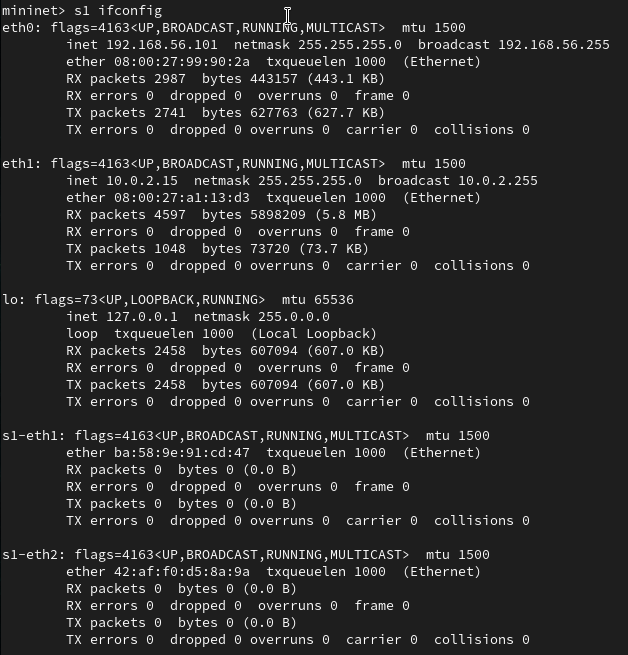 mininet> s1 ifconfig
eth0: flags=4163<UP,BROADCAST,RUNNING,MULTICAST>  mtu 1500
        inet 192.168.56.101  netmask 255.255.255.0  broadcast 192.168.56.255
        ether 08:00:27:99:90:2a  txqueuelen 1000  (Ethernet)
        RX packets 2987  bytes 443157 (443.1 KB)
        RX errors 0  dropped 0  overruns 0  frame 0
        TX packets 2741  bytes 627763 (627.7 KB)
        TX errors 0  dropped 0 overruns 0  carrier 0  collisions 0

eth1: flags=4163<UP,BROADCAST,RUNNING,MULTICAST>  mtu 1500
        inet 10.0.2.15  netmask 255.255.255.0  broadcast 10.0.2.255
        ether 08:00:27:a1:13:d3  txqueuelen 1000  (Ethernet)
        RX packets 4597  bytes 5898209 (5.8 MB)
        RX errors 0  dropped 0  overruns 0  frame 0
        TX packets 1048  bytes 73720 (73.7 KB)
        TX errors 0  dropped 0 overruns 0  carrier 0  collisions 0

lo: flags=73<UP,LOOPBACK,RUNNING>  mtu 65536
        inet 127.0.0.1  netmask 255.0.0.0
        loop  txqueuelen 1000  (Local Loopback)
        RX packets 2458  bytes 607094 (607.0 KB)
        RX errors 0  dropped 0  overruns 0  frame 0
        TX packets 2458  bytes 607094 (607.0 KB)
        TX errors 0  dropped 0 overruns 0  carrier 0  collisions 0

s1-eth1: flags=4163<UP,BROADCAST,RUNNING,MULTICAST>  mtu 1500
        ether ba:58:9e:91:cd:47  txqueuelen 1000  (Ethernet)
        RX packets 0  bytes 0 (0.0 B)
        RX errors 0  dropped 0  overruns 0  frame 0
        TX packets 0  bytes 0 (0.0 B)
        TX errors 0  dropped 0 overruns 0  carrier 0  collisions 0

s1-eth2: flags=4163<UP,BROADCAST,RUNNING,MULTICAST>  mtu 1500
        ether 42:af:f0:d5:8a:9a  txqueuelen 1000  (Ethernet)
        RX packets 0  bytes 0 (0.0 B)
        RX errors 0  dropped 0  overruns 0  frame 0
        TX packets 0  bytes 0 (0.0 B)
        TX errors 0  dropped 0 overruns 0  carrier 0  collisions 0